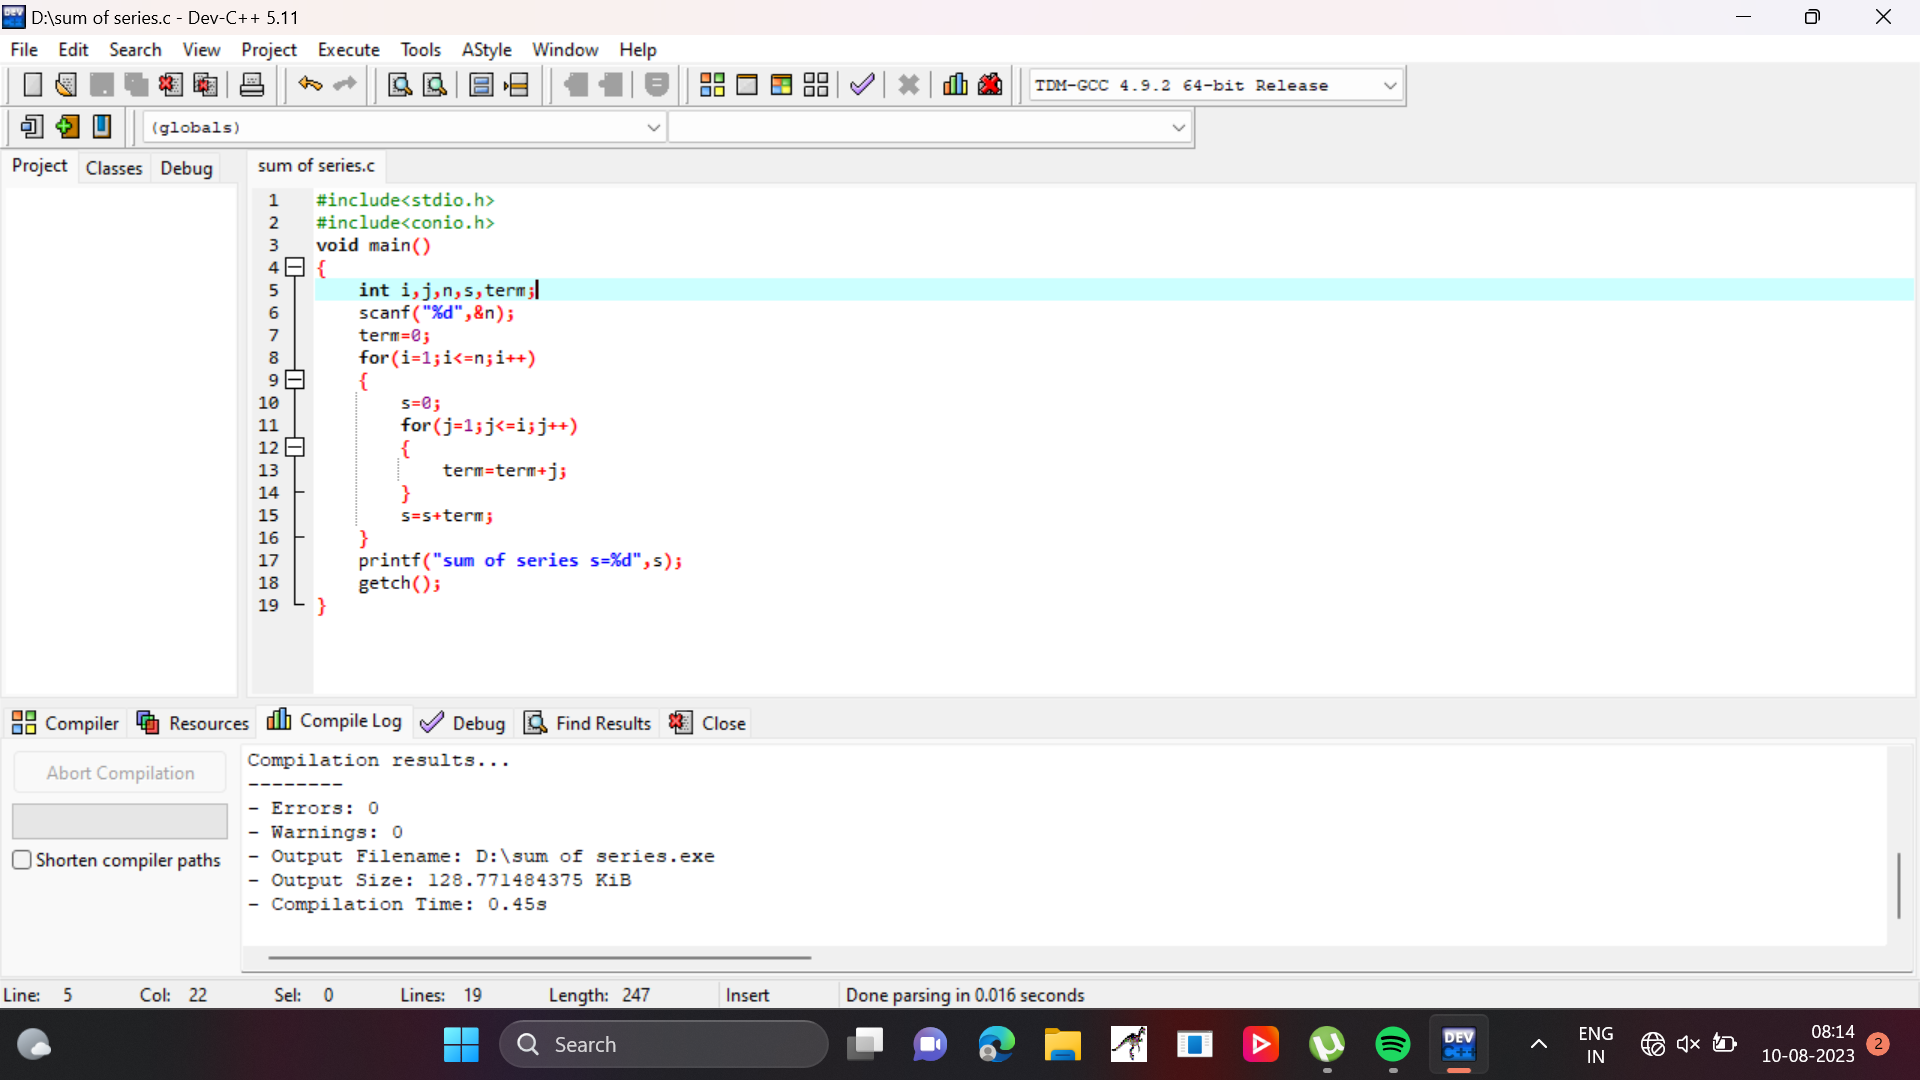 D:\sum of series.c - Dev-C++ 5.11
File Edit Search View Project Execute Tools AStyle Window Help
TDM-GCC 4.9.2 64-bit Release
(globals)
Project Classes Debug
sum of series.c
1 #include<stdio.h>
2 #include<conio.h>
3 void main()
4 {
5 int i,j,n,s,term;
6 scanf("%d",&n);
7 term=0;
8 for(i=1;i<=n;i++)
9 {
10 s=0;
11 for(j=1;j<=i;j++)
12 {
13 term=term+j;
14 }
15 s=s+term;
16 }
17 printf("sum of series s=%d",s);
18 getch();
19 }
Compiler Resources Compile Log Debug Find Results Close
Abort Compilation
Shorten compiler paths
Compilation results...
--------
- Errors: 0
- Warnings: 0
- Output Filename: D:\sum of series.exe
- Output Size: 128.771484375 KiB
- Compilation Time: 0.45s
Line: 5 Col: 22 Sel: 0 Lines: 19 Length: 247 Insert Done parsing in 0.016 seconds
Search
DEV
C++
ENG
IN
08:14
10-08-2023
2